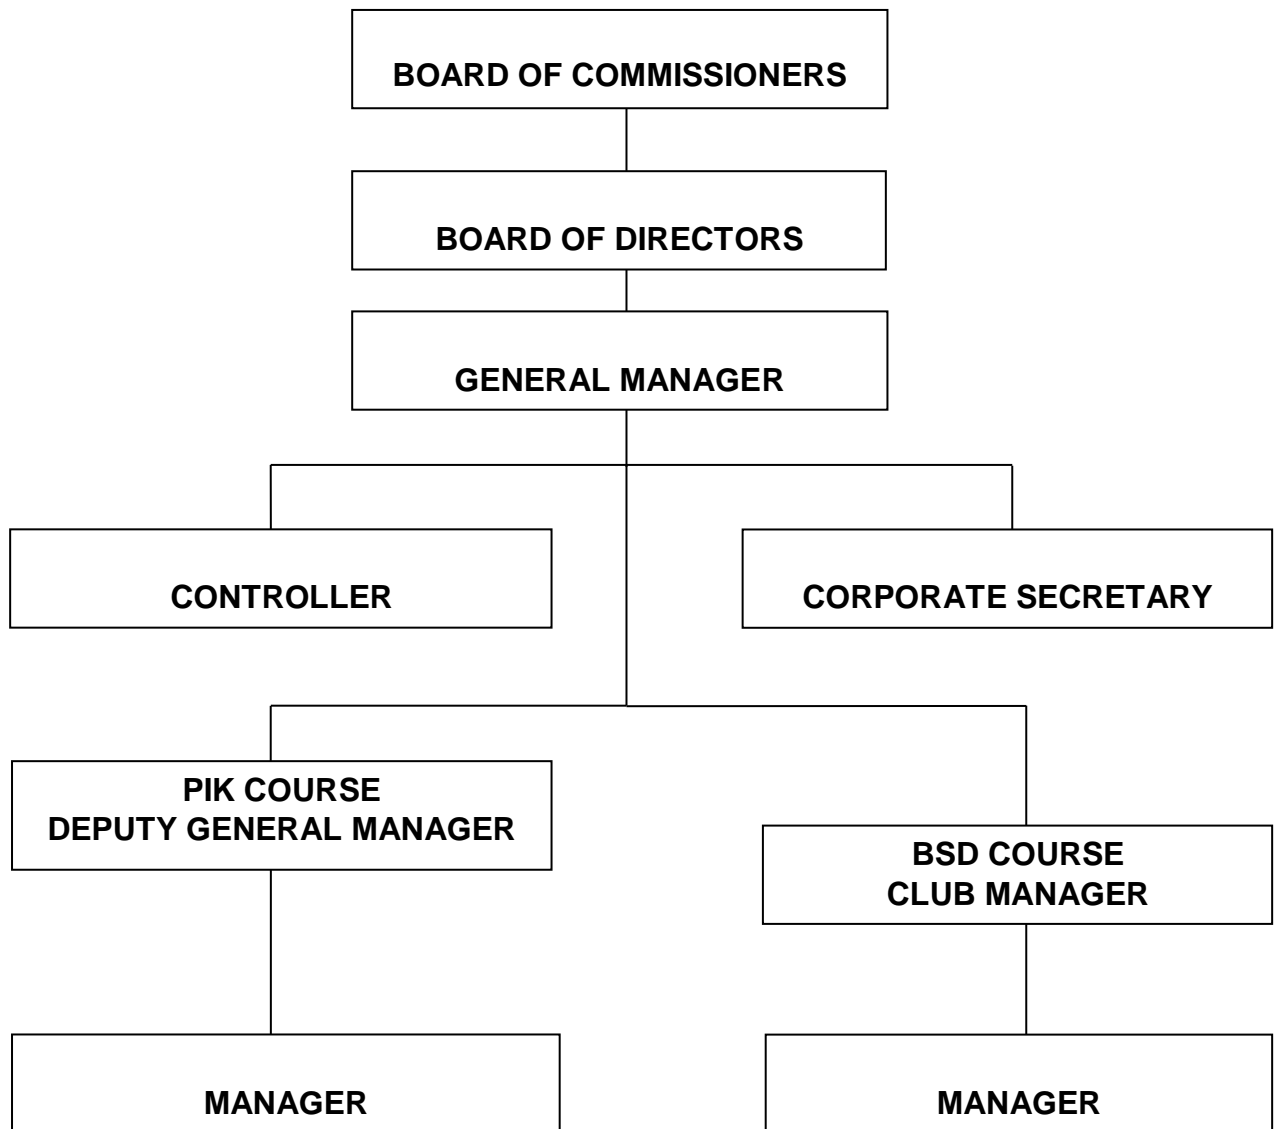 BOARD OF COMMISSIONERS
BOARD OF DIRECTORS
GENERAL MANAGER
CONTROLLER
CORPORATE SECRETARY
PIK COURSE
DEPUTY GENERAL MANAGER
BSD COURSE
CLUB MANAGER
MANAGER
MANAGER